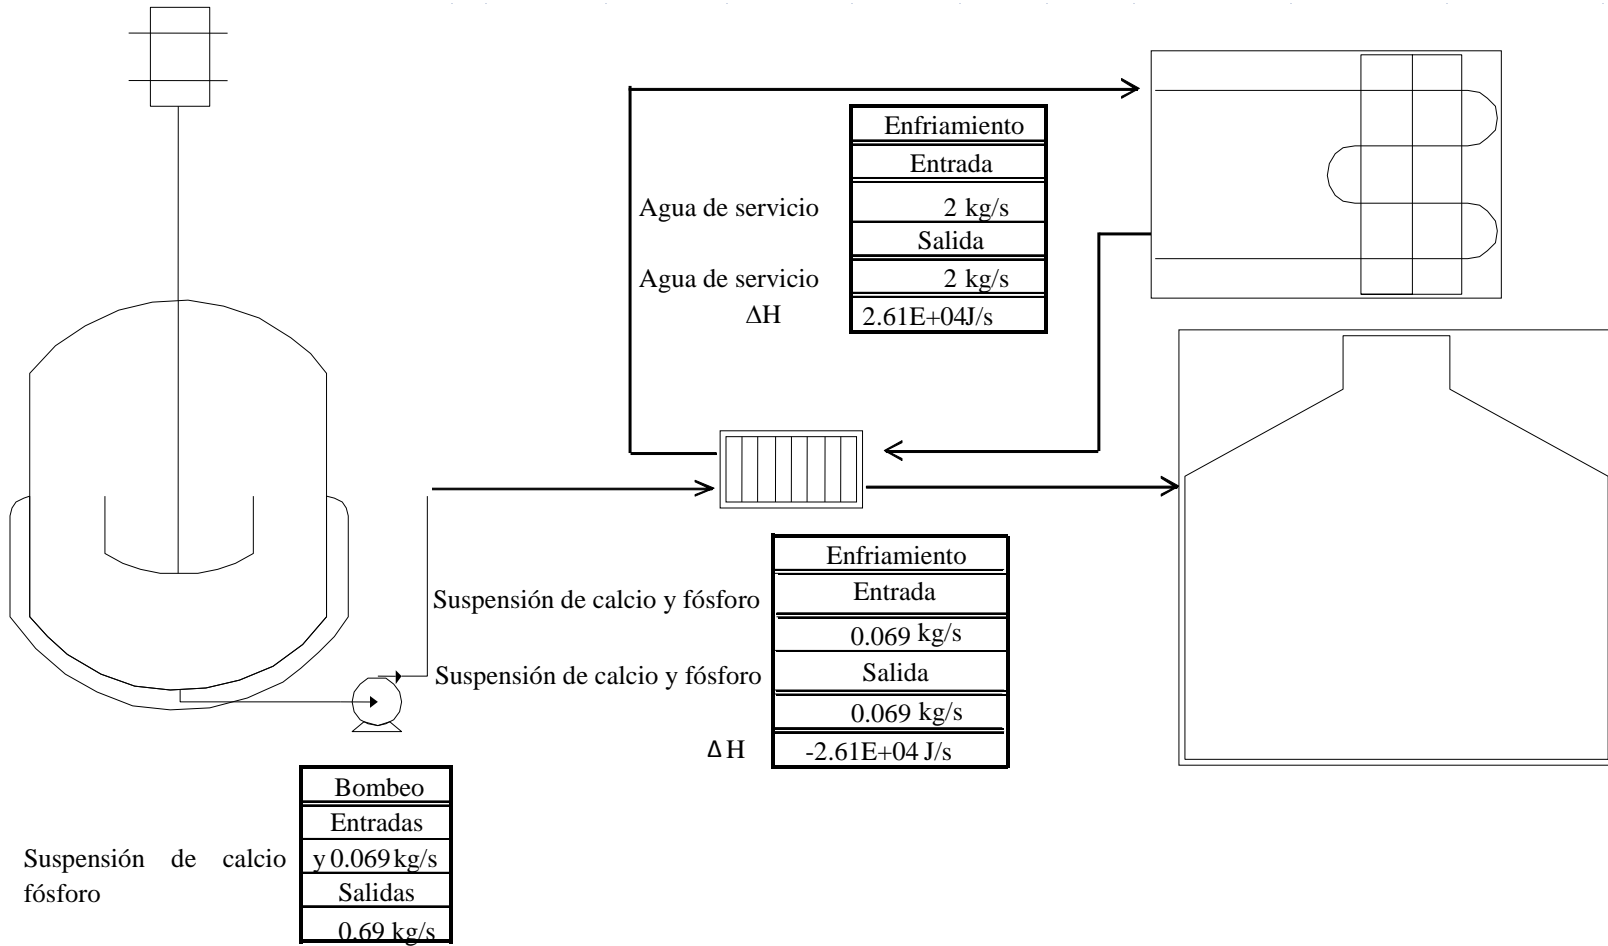 Enfriamiento
Entrada
Agua de servicio 2 kg/s
Salida
Agua de servicio 2 kg/s
ΔH 2.61E+04J/s
Enfriamiento
Entrada
Suspensión de calcio y fósforo
0.069 kg/s
Suspensión de calcio y fósforo Salida
0.069 kg/s
ΔH -2.61E+04 J/s
Bombeo
Entradas
Suspensión de calcio y 0.069 kg/s
fósforo Salidas
0.69 kg/s